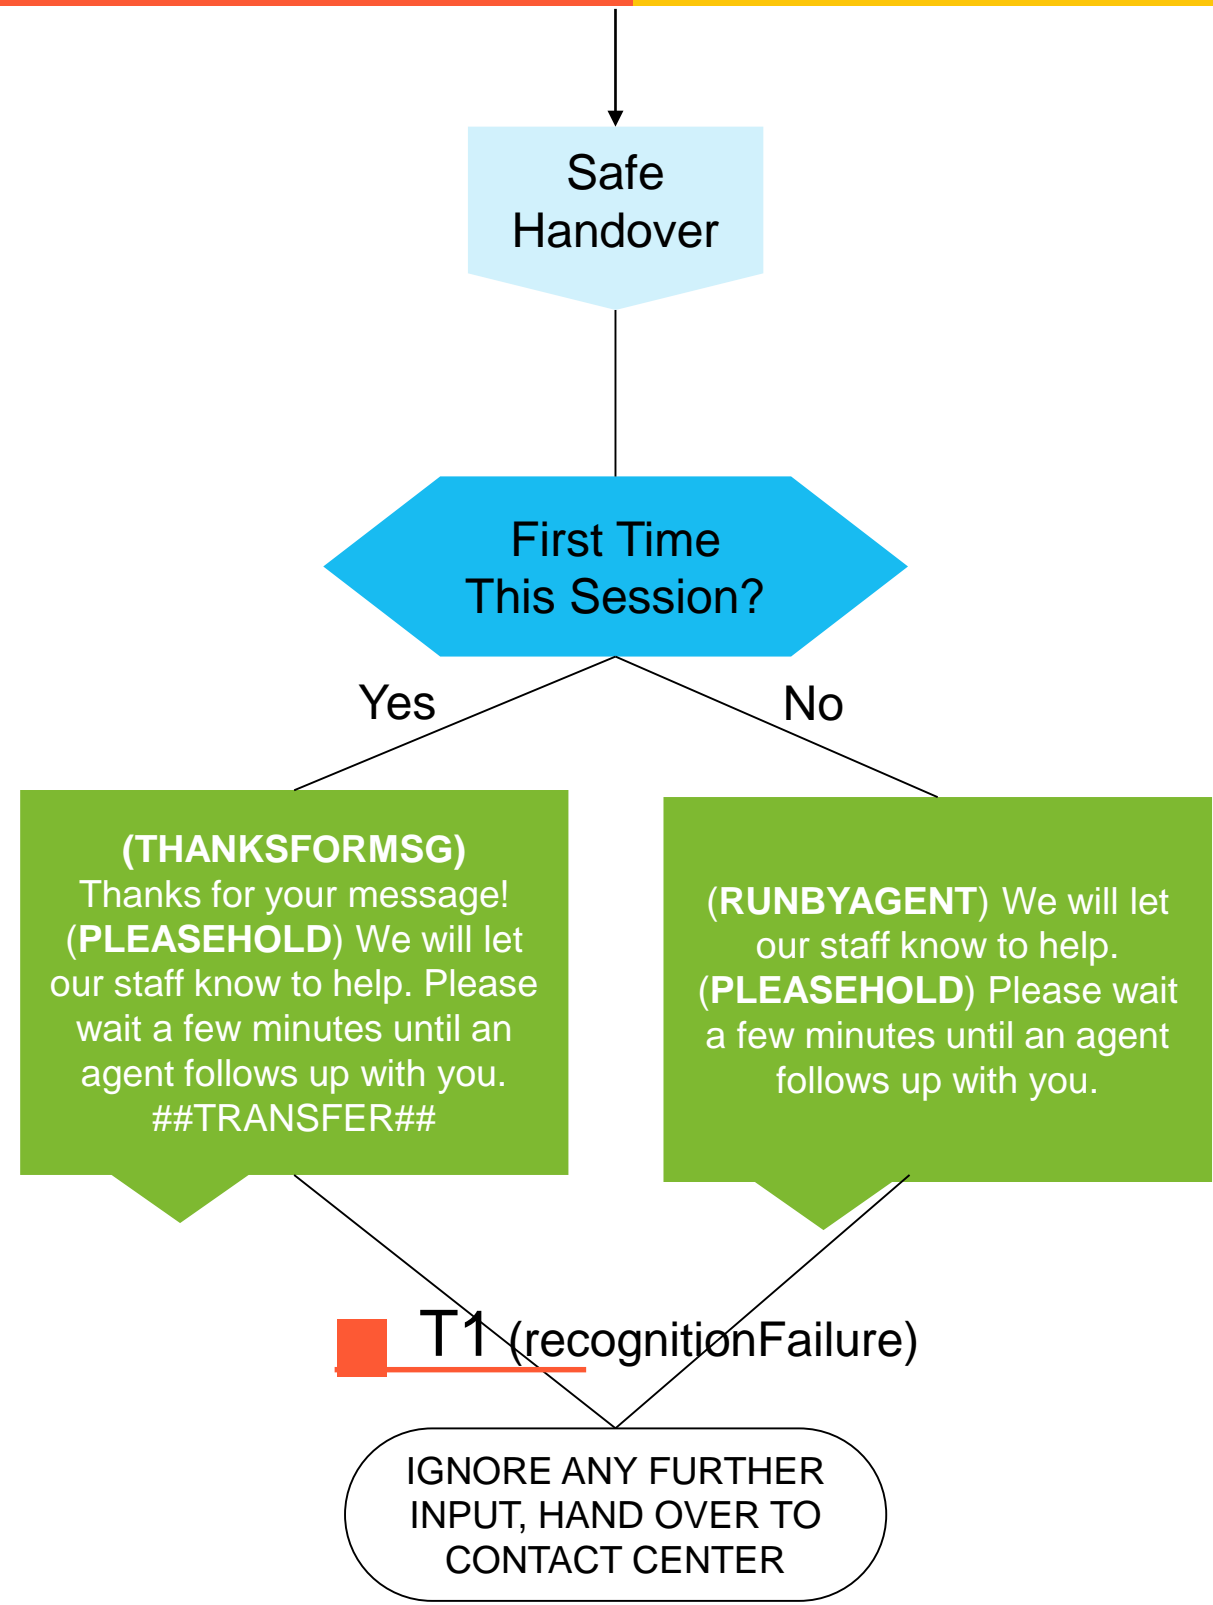 Safe
Handover
First Time
This Session?
Yes
No
(THANKSFORMSG)
Thanks for your message!
(PLEASEHOLD) We will let
our staff know to help. Please
wait a few minutes until an
agent follows up with you.
##TRANSFER##
(RUNBYAGENT) We will let
our staff know to help.
(PLEASEHOLD) Please wait
a few minutes until an agent
follows up with you.
T1 (recognitionFailure)
IGNORE ANY FURTHER
INPUT, HAND OVER TO
CONTACT CENTER